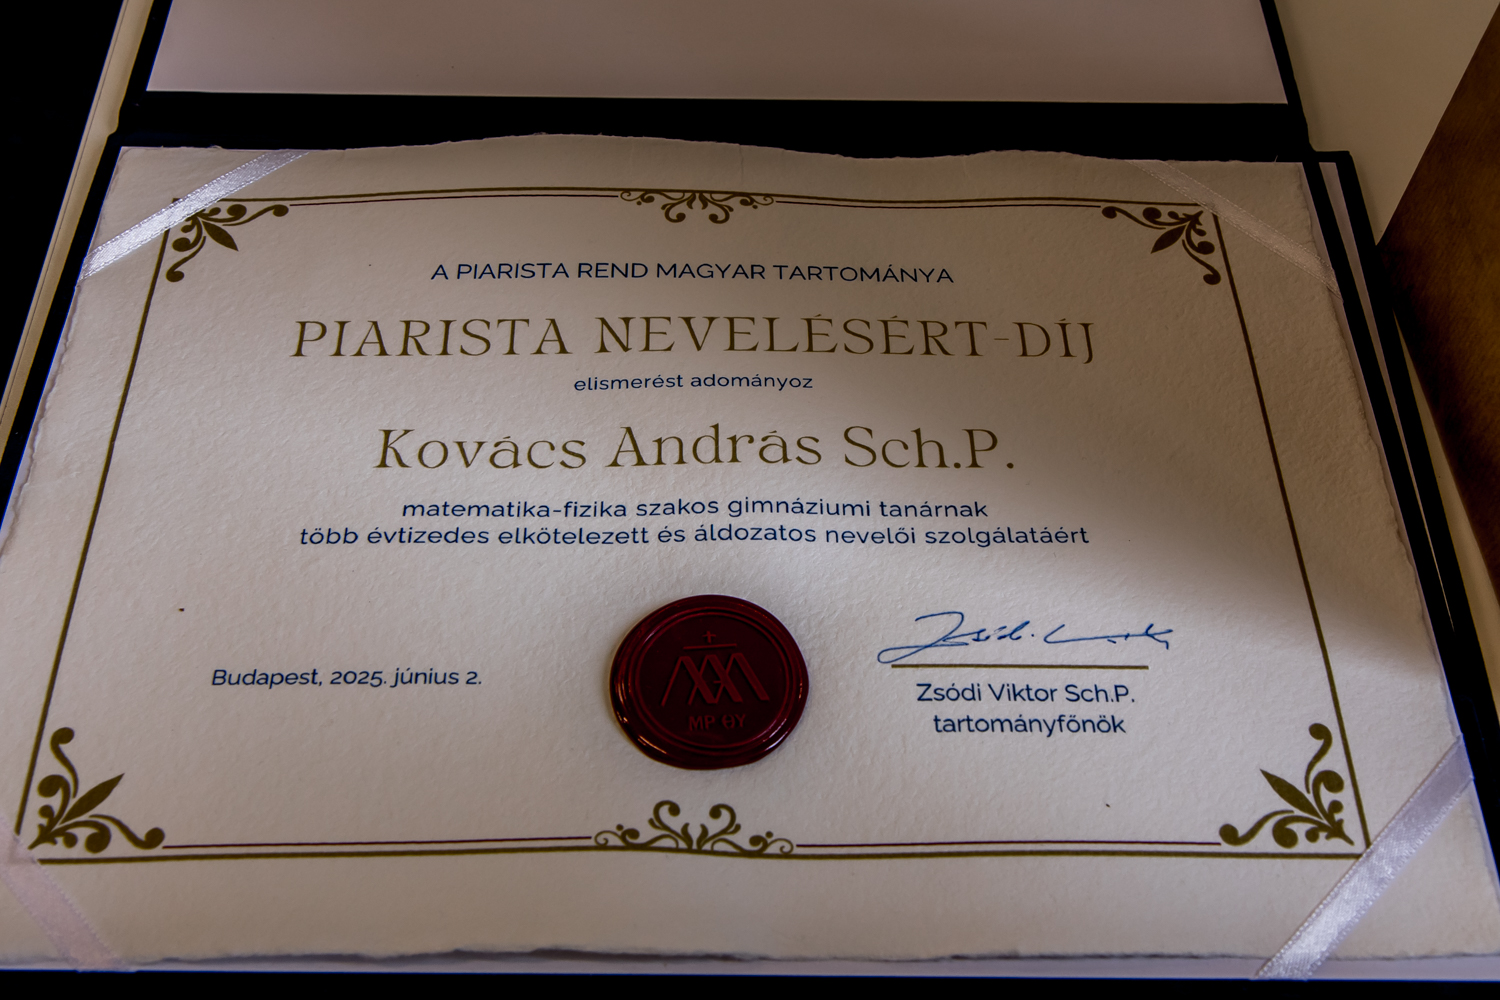 A PIARISTA REND MAGYAR TARTOMÁNYA
PIARISTA NEVELÉSÉRT-DÍJ
elismerést adományoz
Kovács András Sch.P.
matematika-fizika szakos gimnáziumi tanárnak
több évtizedes elkötelezett és áldozatos nevelői szolgálatáért
Budapest, 2025. június 2.
MP ΘY
Zsódi Viktor Sch.P.
tartományfőnök